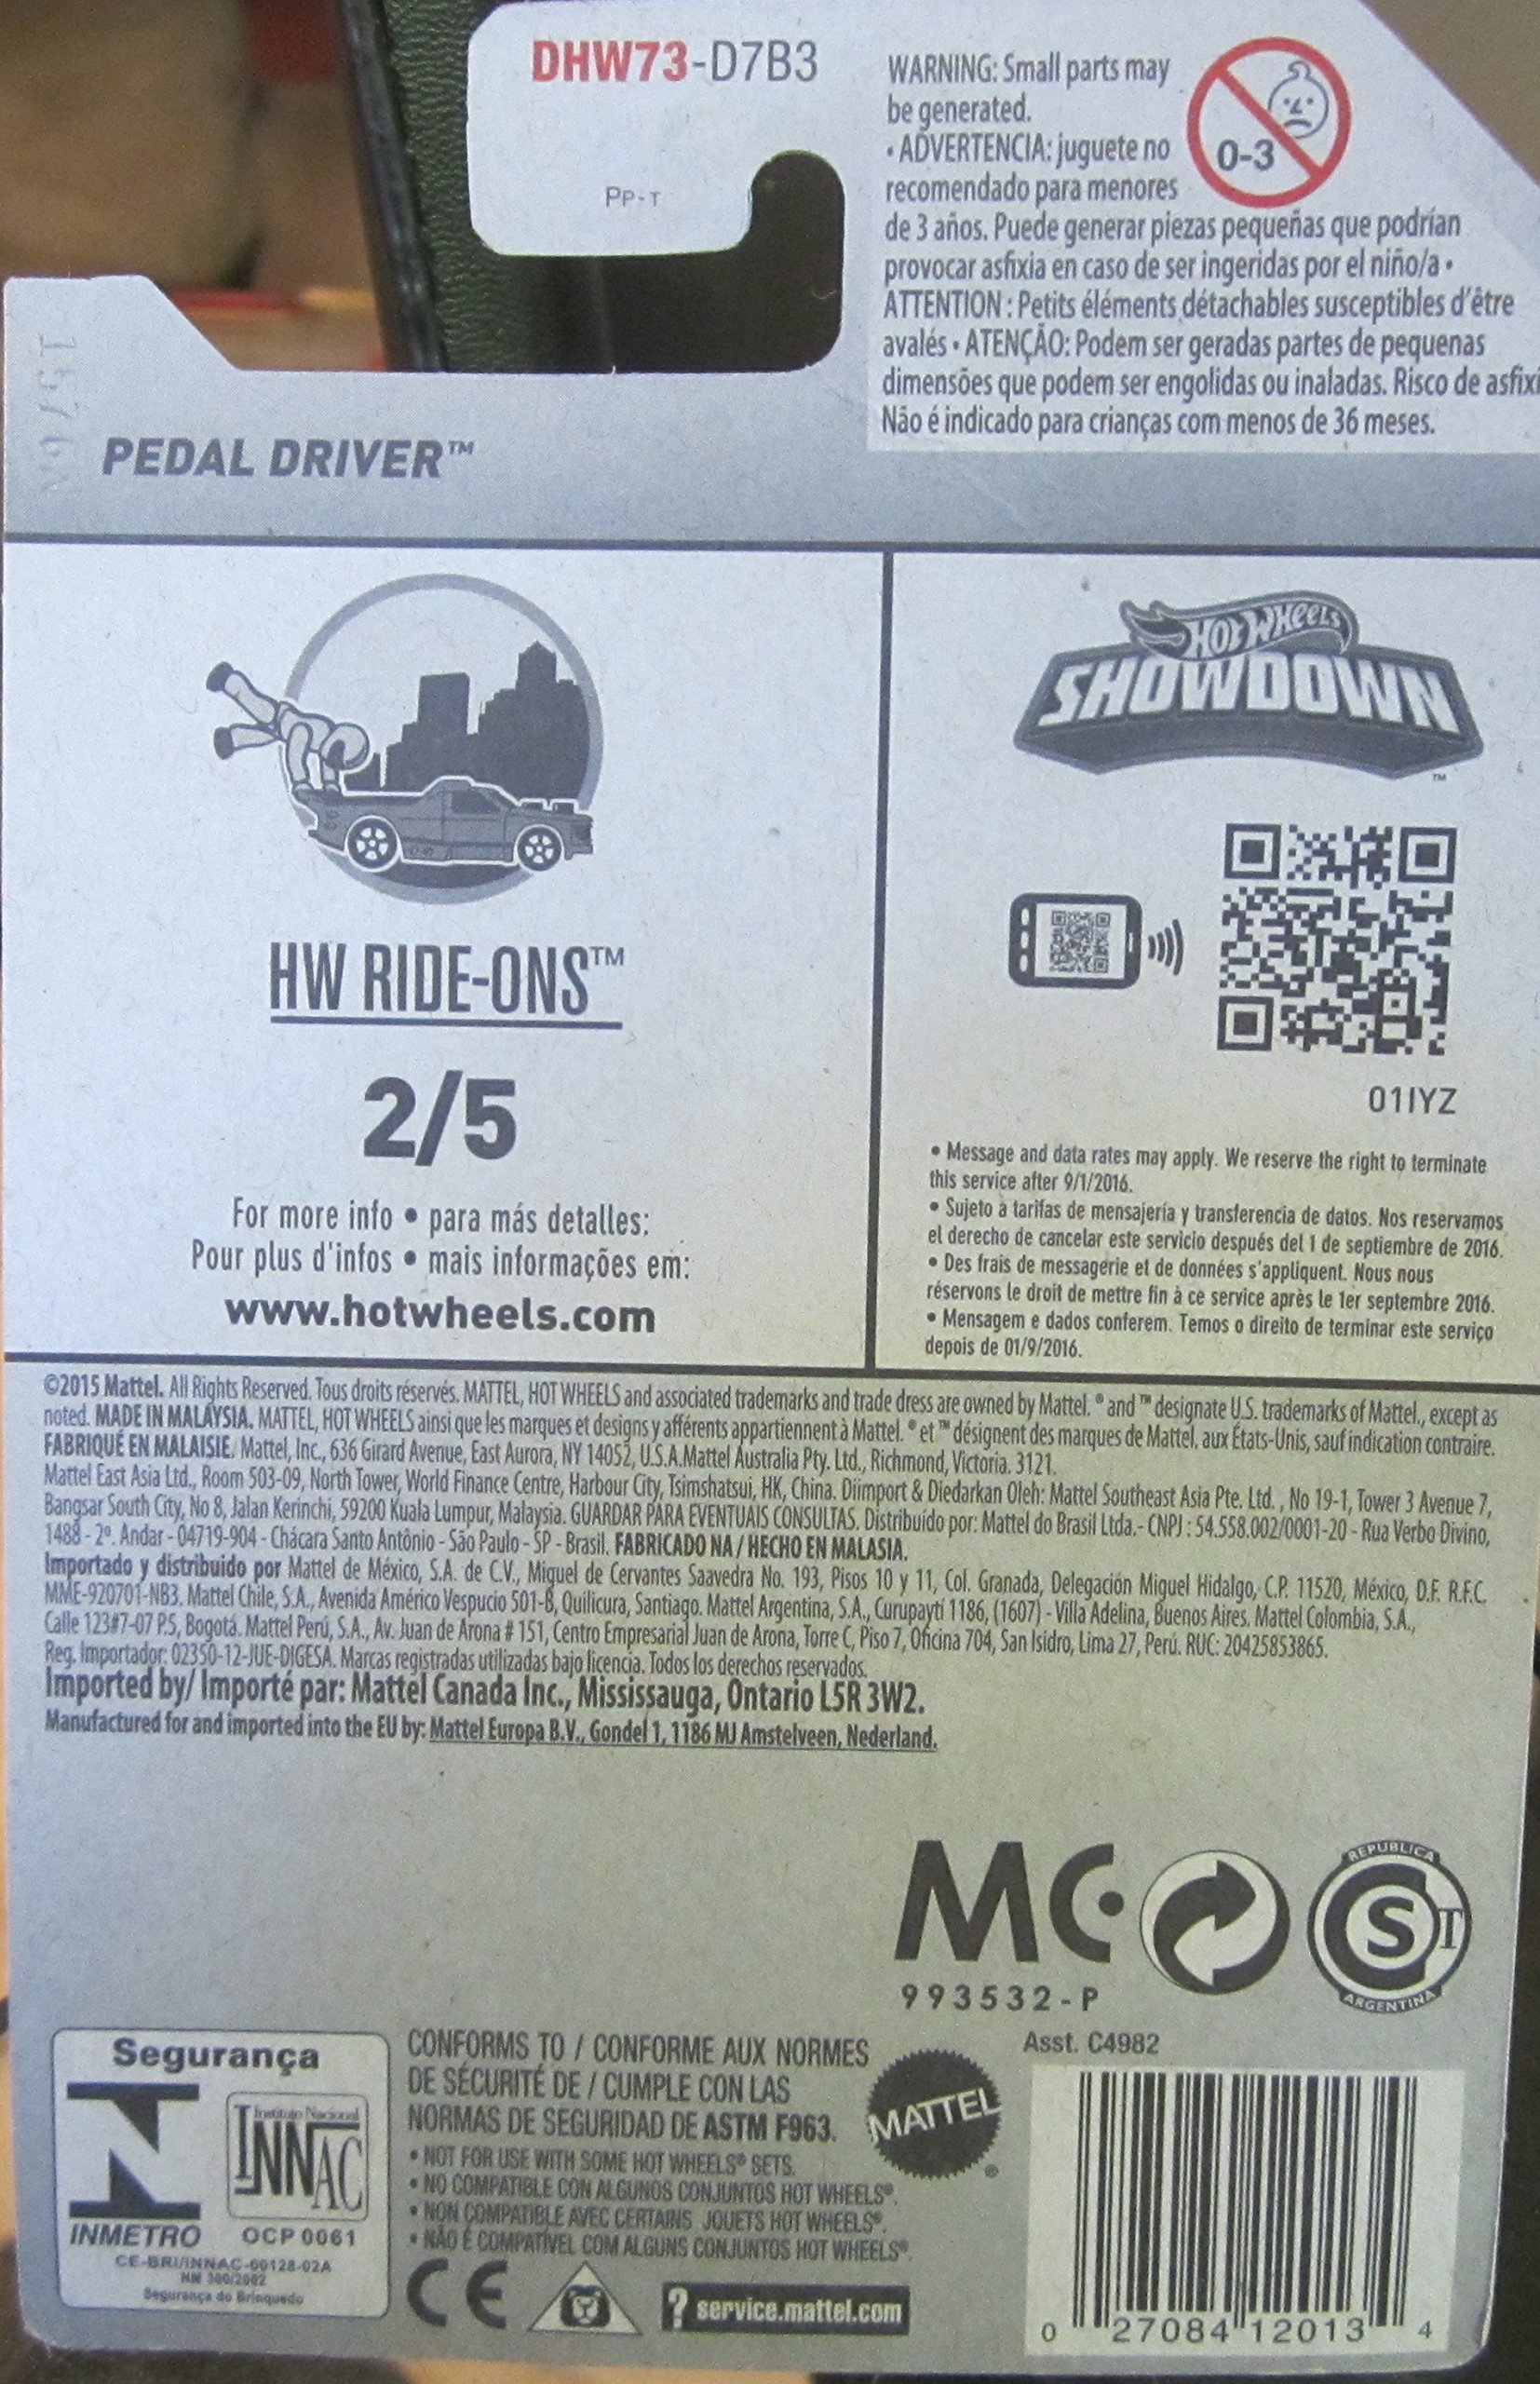 DHW73-D7B3
PP-T
WARNING: Small parts may
be generated.
• ADVERTENCIA: juguete no
recomendado para menores
de 3 años. Puede generar piezas pequeñas que podrían
provocar asfixia en caso de ser ingeridas por el niño/a •
ATTENTION : Petits éléments détachables susceptibles d'être
avalés • ATENÇÃO: Podem ser geradas partes de pequenas
dimensões que podem ser engolidas ou inaladas. Risco de asfixi
Não é indicado para crianças com menos de 36 meses.
0-3
PEDAL DRIVER™
HW RIDE-ONS™
2/5
For more info • para más detalles:
Pour plus d'infos • mais informações em:
www.hotwheels.com
HOT WHEELS
SHOWDOWN
TM
01IYZ
• Message and data rates may apply. We reserve the right to terminate
this service after 9/1/2016.
• Sujeto a tarifas de mensajería y transferencia de datos. Nos reservamos
el derecho de cancelar este servicio después del 1 de septiembre de 2016.
• Des frais de messagerie et de données s'appliquent. Nous nous
réservons le droit de mettre fin à ce service après le 1er septembre 2016.
• Mensagem e dados conferem. Temos o direito de terminar este serviço
depois de 01/9/2016.
©2015 Mattel. All Rights Reserved. Tous droits réservés. MATTEL, HOT WHEELS and associated trademarks and trade dress are owned by Mattel. ® and ™ designate U.S. trademarks of Mattel., except as
noted. MADE IN MALAYSIA. MATTEL, HOT WHEELS ainsi que les marques et designs y afférents appartiennent à Mattel. ® et ™ désignent des marques de Mattel, aux États-Unis, sauf indication contraire.
FABRIQUÉ EN MALAISIE. Mattel, Inc., 636 Girard Avenue, East Aurora, NY 14052, U.S.A.Mattel Australia Pty. Ltd., Richmond, Victoria. 3121.
Mattel East Asia Ltd., Room 503-09, North Tower, World Finance Centre, Harbour City, Tsimshatsui, HK, China. Diimport & Diedarkan Oleh: Mattel Southeast Asia Pte. Ltd. , No 19-1, Tower 3 Avenue 7,
Bangsar South City, No 8, Jalan Kerinchi, 59200 Kuala Lumpur, Malaysia. GUARDAR PARA EVENTUAIS CONSULTAS. Distribuído por: Mattel do Brasil Ltda.- CNPJ : 54.558.002/0001-20 - Rua Verbo Divino,
1488 - 2º. Andar - 04719-904 - Chácara Santo Antônio - São Paulo - SP - Brasil. FABRICADO NA / HECHO EN MALASIA.
Importado y distribuido por Mattel de México, S.A. de C.V., Miguel de Cervantes Saavedra No. 193, Pisos 10 y 11, Col. Granada, Delegación Miguel Hidalgo, C.P. 11520, México, D.F. R.F.C.
MME-920701-NB3. Mattel Chile, S.A., Avenida Américo Vespucio 501-B, Quilicura, Santiago. Mattel Argentina, S.A., Curupaytí 1186, (1607) - Villa Adelina, Buenos Aires. Mattel Colombia, S.A.,
Calle 123#7-07 P.5, Bogotá. Mattel Perú, S.A., Av. Juan de Arona # 151, Centro Empresarial Juan de Arona, Torre C, Piso 7, Oficina 704, San Isidro, Lima 27, Perú. RUC: 20425853865.
Reg. Importador: 02350-12-JUE-DIGESA. Marcas registradas utilizadas bajo licencia. Todos los derechos reservados.
Imported by/ Importé par: Mattel Canada Inc., Mississauga, Ontario L5R 3W2.
Manufactured for and imported into the EU by: Mattel Europa B.V., Gondel 1, 1186 MJ Amstelveen, Nederland.
MC
993532-P
REPUBLICA
S
T
ARGENTINA
Segurança
Instituto Nacional
INNAC
INMETRO OCP 0061
CE-BRI/INNAC-00128-02A
NM 300/2002
Segurança do Brinquedo
CONFORMS TO / CONFORME AUX NORMES
DE SÉCURITÉ DE / CUMPLE CON LAS
NORMAS DE SEGURIDAD DE ASTM F963.
• NOT FOR USE WITH SOME HOT WHEELS® SETS.
• NO COMPATIBLE CON ALGUNOS CONJUNTOS HOT WHEELS®.
• NON COMPATIBLE AVEC CERTAINS JOUETS HOT WHEELS®.
• NÃO É COMPATÍVEL COM ALGUNS CONJUNTOS HOT WHEELS®.
CE
? service.mattel.com
MATTEL
®
Asst. C4982
0 27084 12013 4